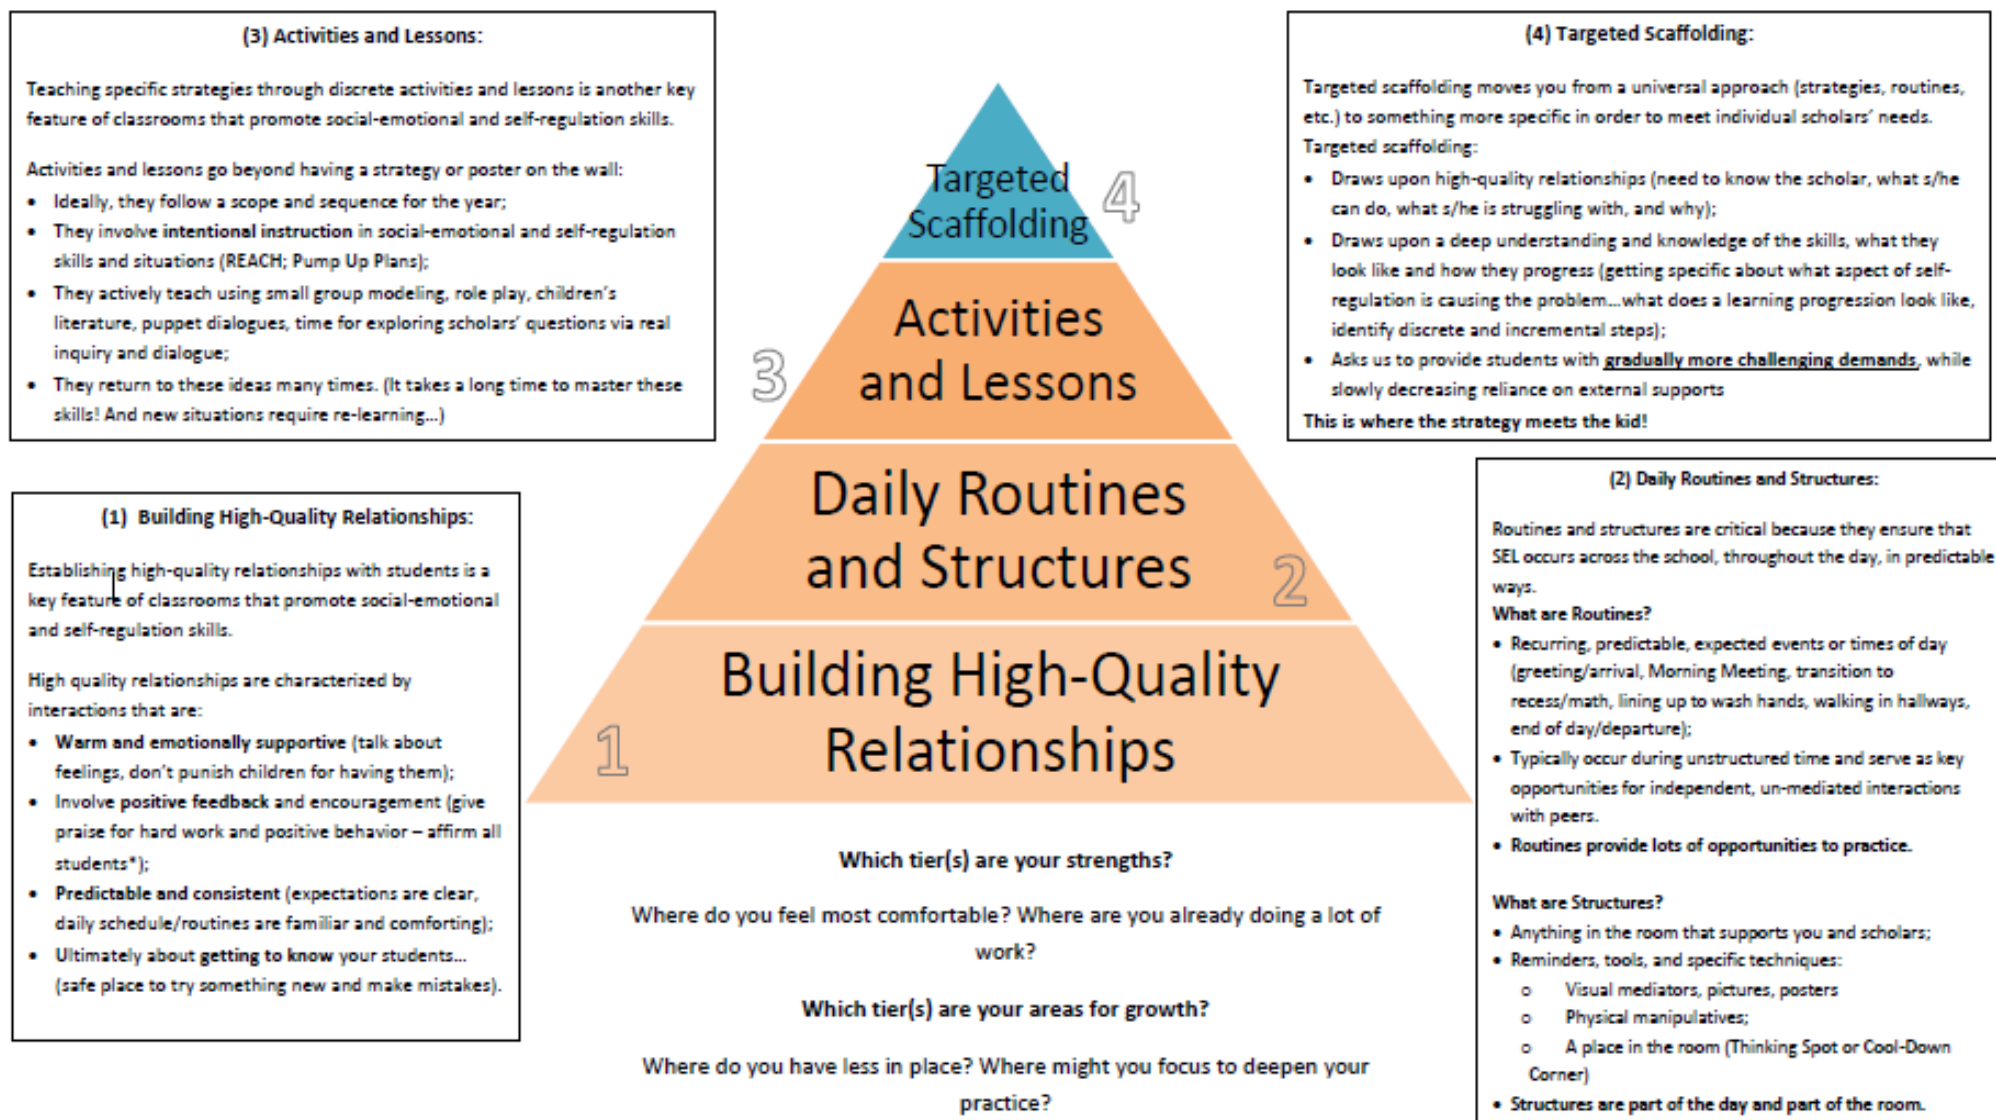 (3) Activities and Lessons:
Teaching specific strategies through discrete activities and lessons is another key
feature of classrooms that promote social-emotional and self-regulation skills.
Activities and lessons go beyond having a strategy or poster on the wall:
• Ideally, they follow a scope and sequence for the year;
• They involve intentional instruction in social-emotional and self-regulation
skills and situations (REACH; Pump Up Plans);
• They actively teach using small group modeling, role play, children's
literature, puppet dialogues, time for exploring scholars' questions via real
inquiry and dialogue;
• They return to these ideas many times. (It takes a long time to master these
skills! And new situations require re-learning...)
(4) Targeted Scaffolding:
Targeted scaffolding moves you from a universal approach (strategies, routines,
etc.) to something more specific in order to meet individual scholars' needs.
Targeted scaffolding:
• Draws upon high-quality relationships (need to know the scholar, what s/he
can do, what s/he is struggling with, and why);
• Draws upon a deep understanding and knowledge of the skills, what they
look like and how they progress (getting specific about what aspect of self-
regulation is causing the problem...what does a learning progression look like,
identify discrete and incremental steps);
• Asks us to provide students with gradually more challenging demands, while
slowly decreasing reliance on external supports
This is where the strategy meets the kid!
Targeted
Scaffolding
4
Activities
and Lessons
3
Daily Routines
and Structures
2
Building High-Quality
Relationships
1
(1) Building High-Quality Relationships:
Establishing high-quality relationships with students is a
key feature of classrooms that promote social-emotional
and self-regulation skills.
High quality relationships are characterized by
interactions that are:
• Warm and emotionally supportive (talk about
feelings, don't punish children for having them);
• Involve positive feedback and encouragement (give
praise for hard work and positive behavior – affirm all
students*);
• Predictable and consistent (expectations are clear,
daily schedule/routines are familiar and comforting);
• Ultimately about getting to know your students...
(safe place to try something new and make mistakes).
(2) Daily Routines and Structures:
Routines and structures are critical because they ensure that
SEL occurs across the school, throughout the day, in predictable
ways.
What are Routines?
• Recurring, predictable, expected events or times of day
(greeting/arrival, Morning Meeting, transition to
recess/math, lining up to wash hands, walking in hallways,
end of day/departure);
• Typically occur during unstructured time and serve as key
opportunities for independent, un-mediated interactions
with peers.
• Routines provide lots of opportunities to practice.
What are Structures?
• Anything in the room that supports you and scholars;
• Reminders, tools, and specific techniques:
o Visual mediators, pictures, posters
o Physical manipulatives;
o A place in the room (Thinking Spot or Cool-Down
Corner)
• Structures are part of the day and part of the room.
Which tier(s) are your strengths?
Where do you feel most comfortable? Where are you already doing a lot of
work?
Which tier(s) are your areas for growth?
Where do you have less in place? Where might you focus to deepen your
practice?